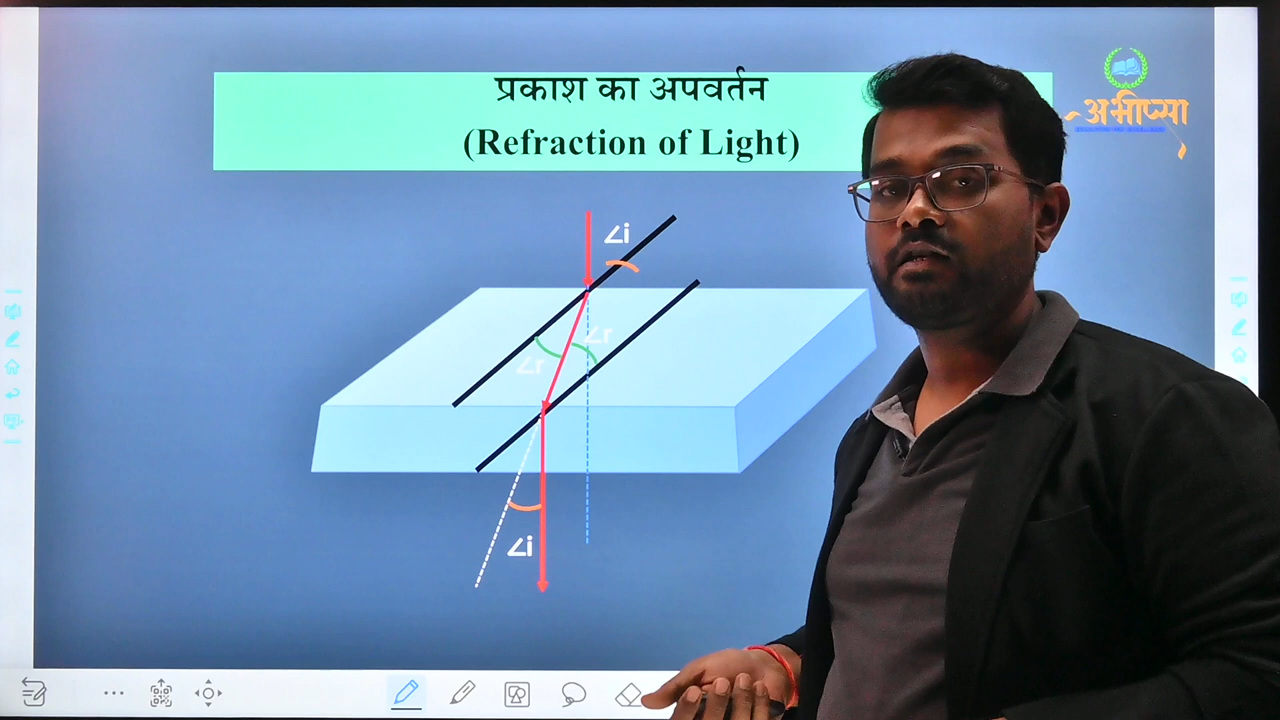 प्रकाश का अपवर्तन
(Refraction of Light)
अभीप्सा
∠i
∠r
∠r
∠i